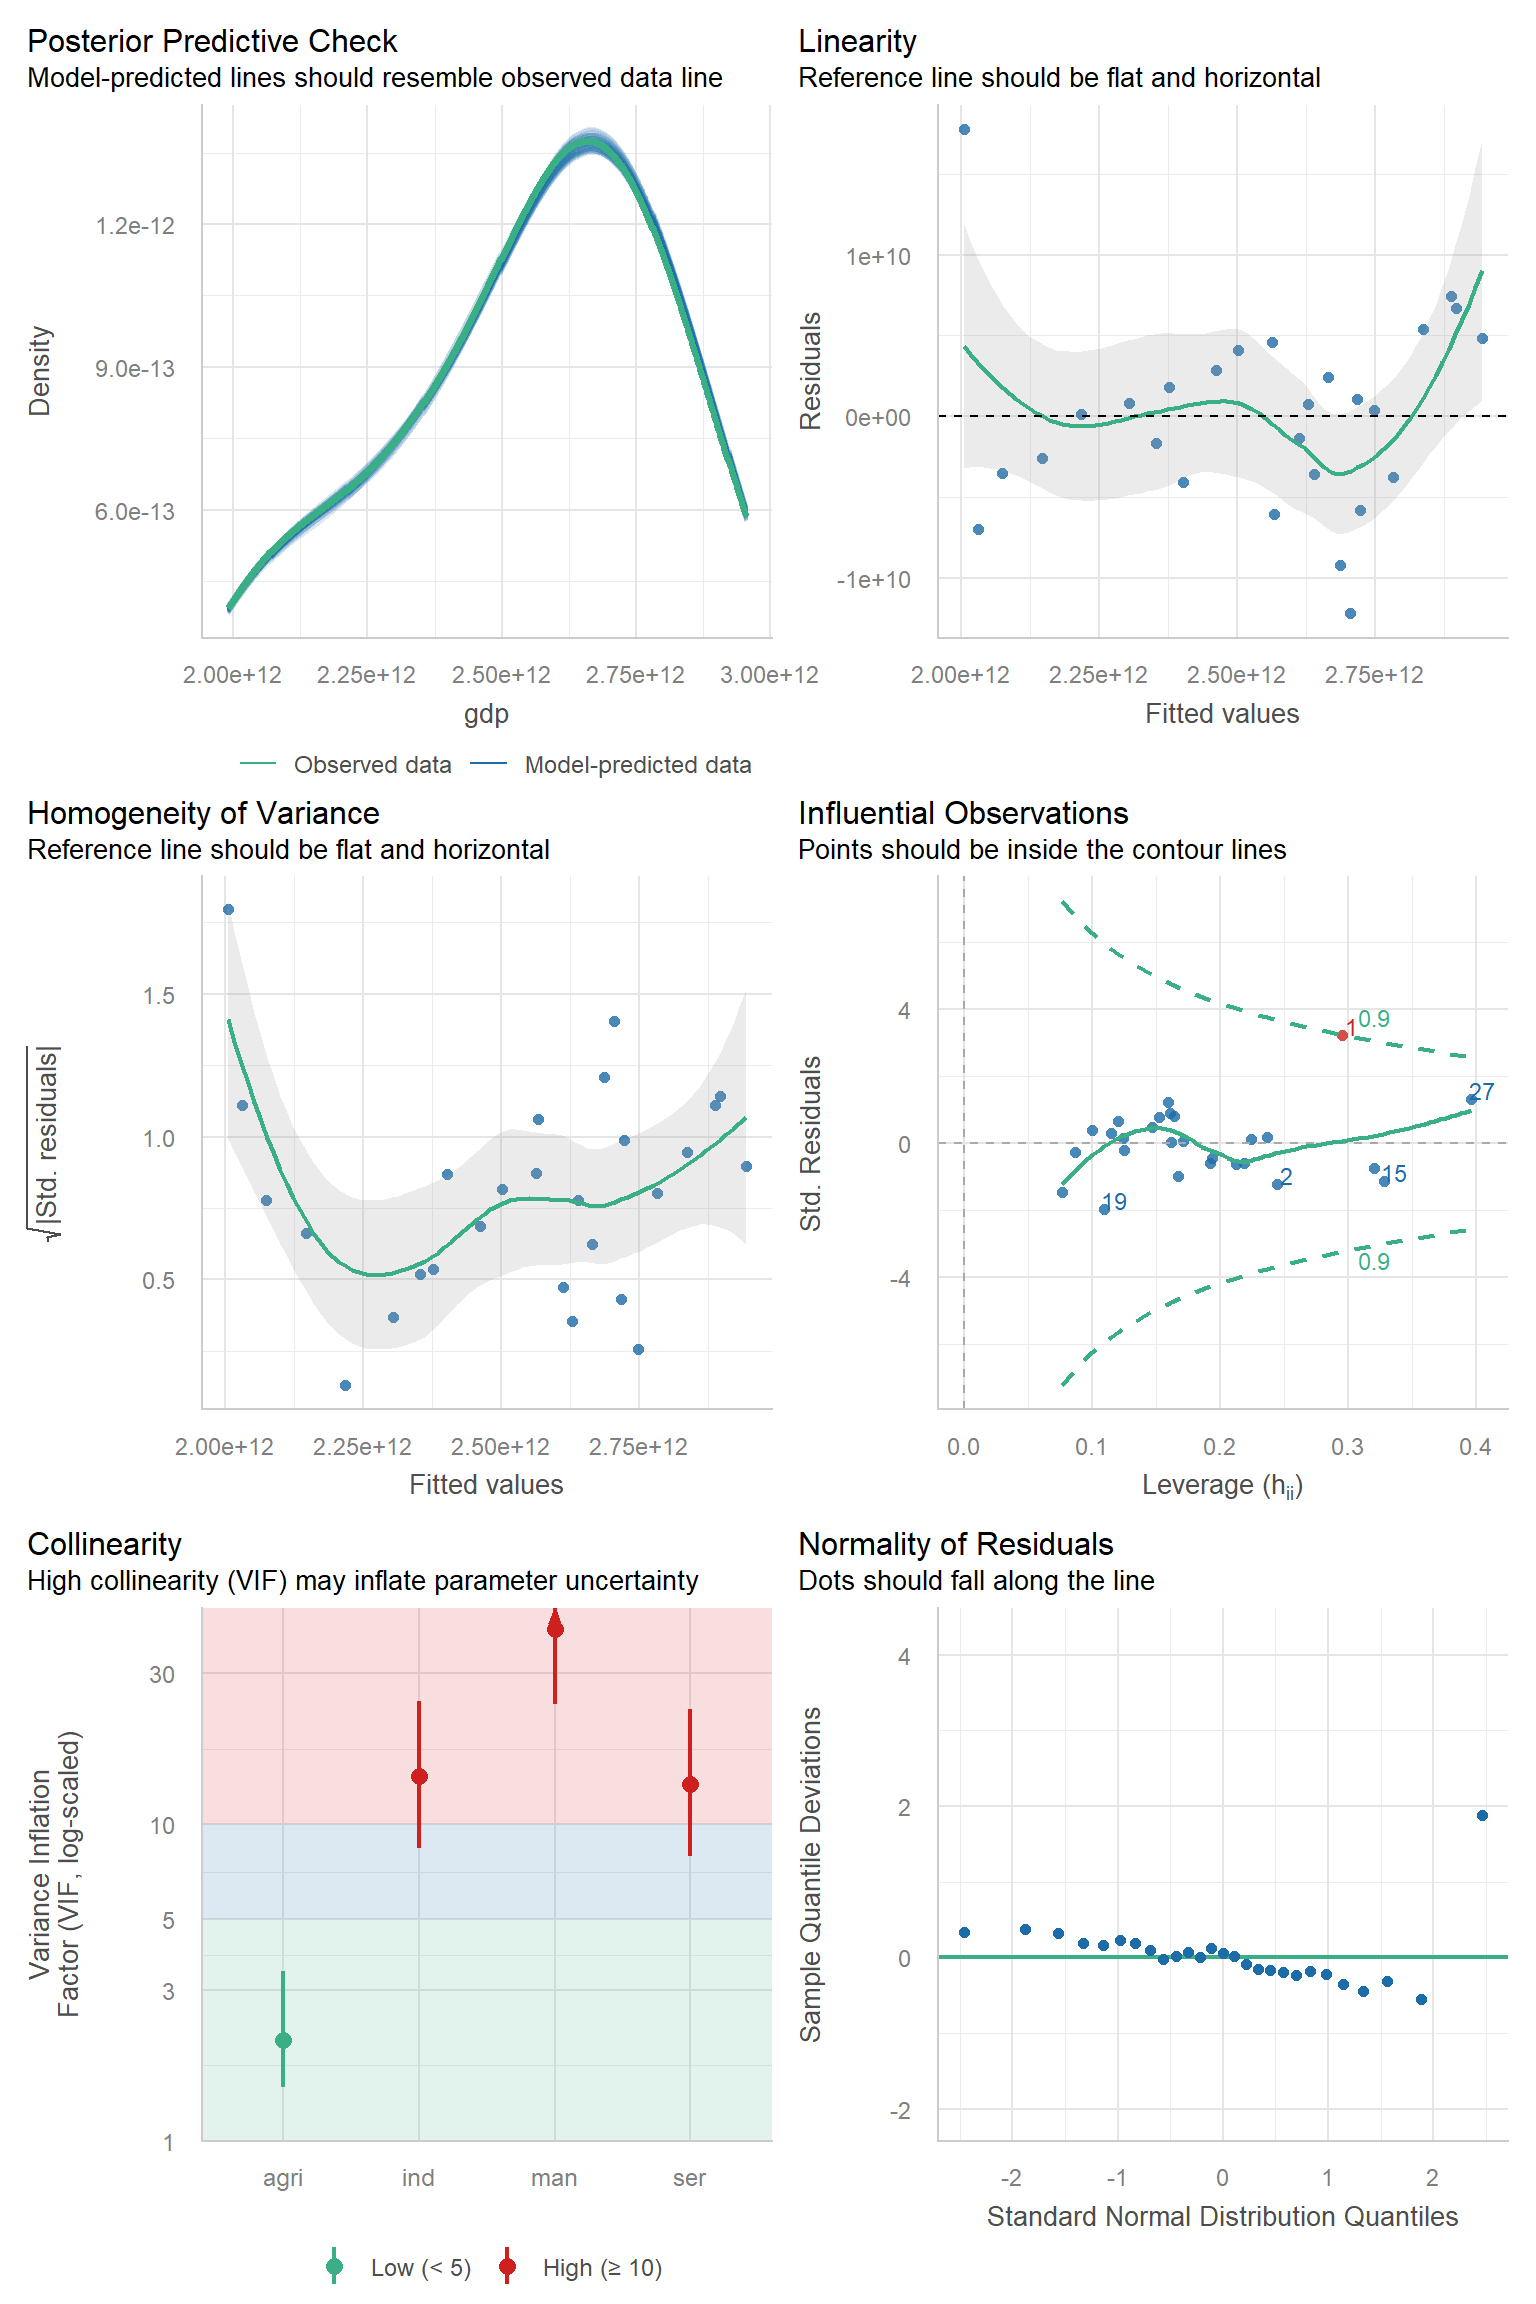 Posterior Predictive Check
Model-predicted lines should resemble observed data line
Density
1.2e-12
9.0e-13
6.0e-13
2.00e+12 2.25e+12 2.50e+12 2.75e+12 3.00e+12
gdp
Observed data Model-predicted data
Linearity
Reference line should be flat and horizontal
Residuals
1e+10
0e+00
-1e+10
2.00e+12 2.25e+12 2.50e+12 2.75e+12
Fitted values
Homogeneity of Variance
Reference line should be flat and horizontal
√|Std. residuals|
1.5
1.0
0.5
2.00e+12 2.25e+12 2.50e+12 2.75e+12
Fitted values
Influential Observations
Points should be inside the contour lines
Std. Residuals
4
0
-4
1 0.9
27
2
15
19
0.9
0.0 0.1 0.2 0.3 0.4
Leverage (hii)
Collinearity
High collinearity (VIF) may inflate parameter uncertainty
Variance Inflation
Factor (VIF, log-scaled)
30
10
5
3
1
agri ind man ser
Low (< 5) High (≥ 10)
Normality of Residuals
Dots should fall along the line
Sample Quantile Deviations
4
2
0
-2
-2 -1 0 1 2
Standard Normal Distribution Quantiles